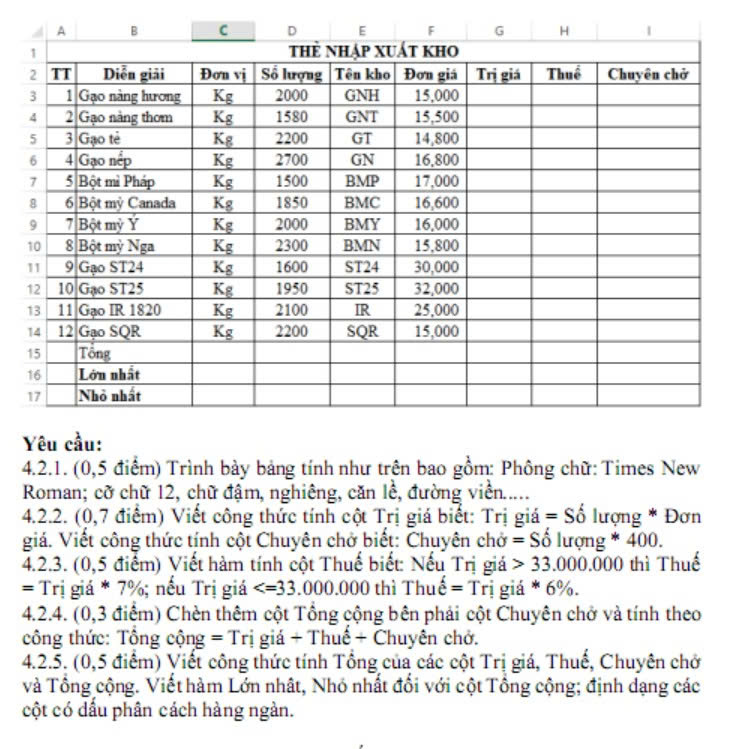 A B C D E F G H I
1 THẺ NHẬP XUẤT KHO
2 TT Diễn giải Đơn vị Số lượng Tên kho Đơn giá Trị giá Thuế Chuyên chở
3 1 Gạo nàng hương Kg 2000 GNH 15,000
4 2 Gạo nàng thơm Kg 1580 GNT 15,500
5 3 Gạo tẻ Kg 2200 GT 14,800
6 4 Gạo nếp Kg 2700 GN 16,800
7 5 Bột mì Pháp Kg 1500 BMP 17,000
8 6 Bột mỳ Canada Kg 1850 BMC 16,600
9 7 Bột mỳ Ý Kg 2000 BMY 16,000
10 8 Bột mỳ Nga Kg 2300 BMN 15,800
11 9 Gạo ST24 Kg 1600 ST24 30,000
12 10 Gạo ST25 Kg 1950 ST25 32,000
13 11 Gạo IR 1820 Kg 2100 IR 25,000
14 12 Gạo SQR Kg 2200 SQR 15,000
15 Tổng
16 Lớn nhất
17 Nhỏ nhất
Yêu cầu:
4.2.1. (0,5 điểm) Trình bày bảng tính như trên bao gồm: Phông chữ: Times New
Roman; cỡ chữ 12, chữ đậm, nghiêng, căn lề, đường viền.....
4.2.2. (0,7 điểm) Viết công thức tính cột Trị giá biết: Trị giá = Số lượng * Đơn
giá. Viết công thức tính cột Chuyên chở biết: Chuyên chở = Số lượng * 400.
4.2.3. (0,5 điểm) Viết hàm tính cột Thuế biết: Nếu Trị giá > 33.000.000 thì Thuế
= Trị giá * 7%; nếu Trị giá <=33.000.000 thì Thuế = Trị giá * 6%.
4.2.4. (0,3 điểm) Chèn thêm cột Tổng cộng bên phải cột Chuyên chở và tính theo
công thức: Tổng cộng = Trị giá + Thuế + Chuyên chở.
4.2.5. (0,5 điểm) Viết công thức tính Tổng của các cột Trị giá, Thuế, Chuyên chở
và Tổng cộng. Viết hàm Lớn nhât, Nhỏ nhất đối với cột Tổng cộng; định dạng các
cột có dấu phân cách hàng ngàn.